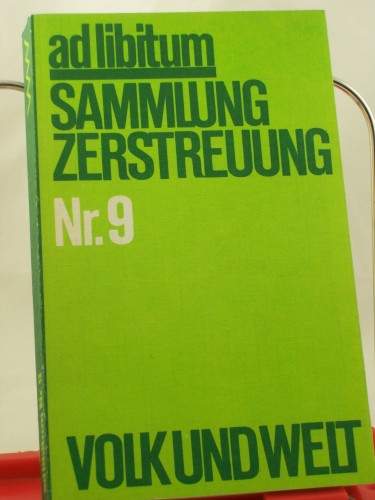 ad libitum
SAMMLUNG
ZERSTREUUNG
Nr. 9
VOLK UND WELT